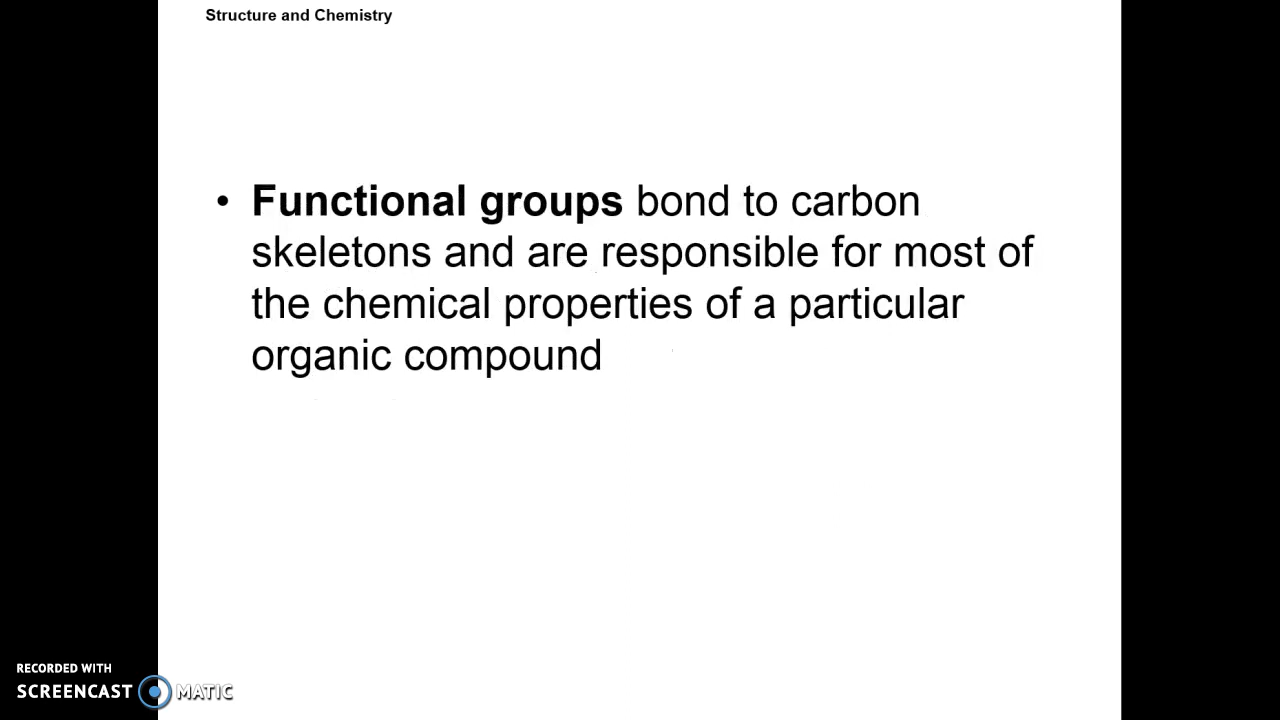 Structure and Chemistry
• Functional groups bond to carbon
skeletons and are responsible for most of
the chemical properties of a particular
organic compound
RECORDED WITH
SCREENCAST MATIC